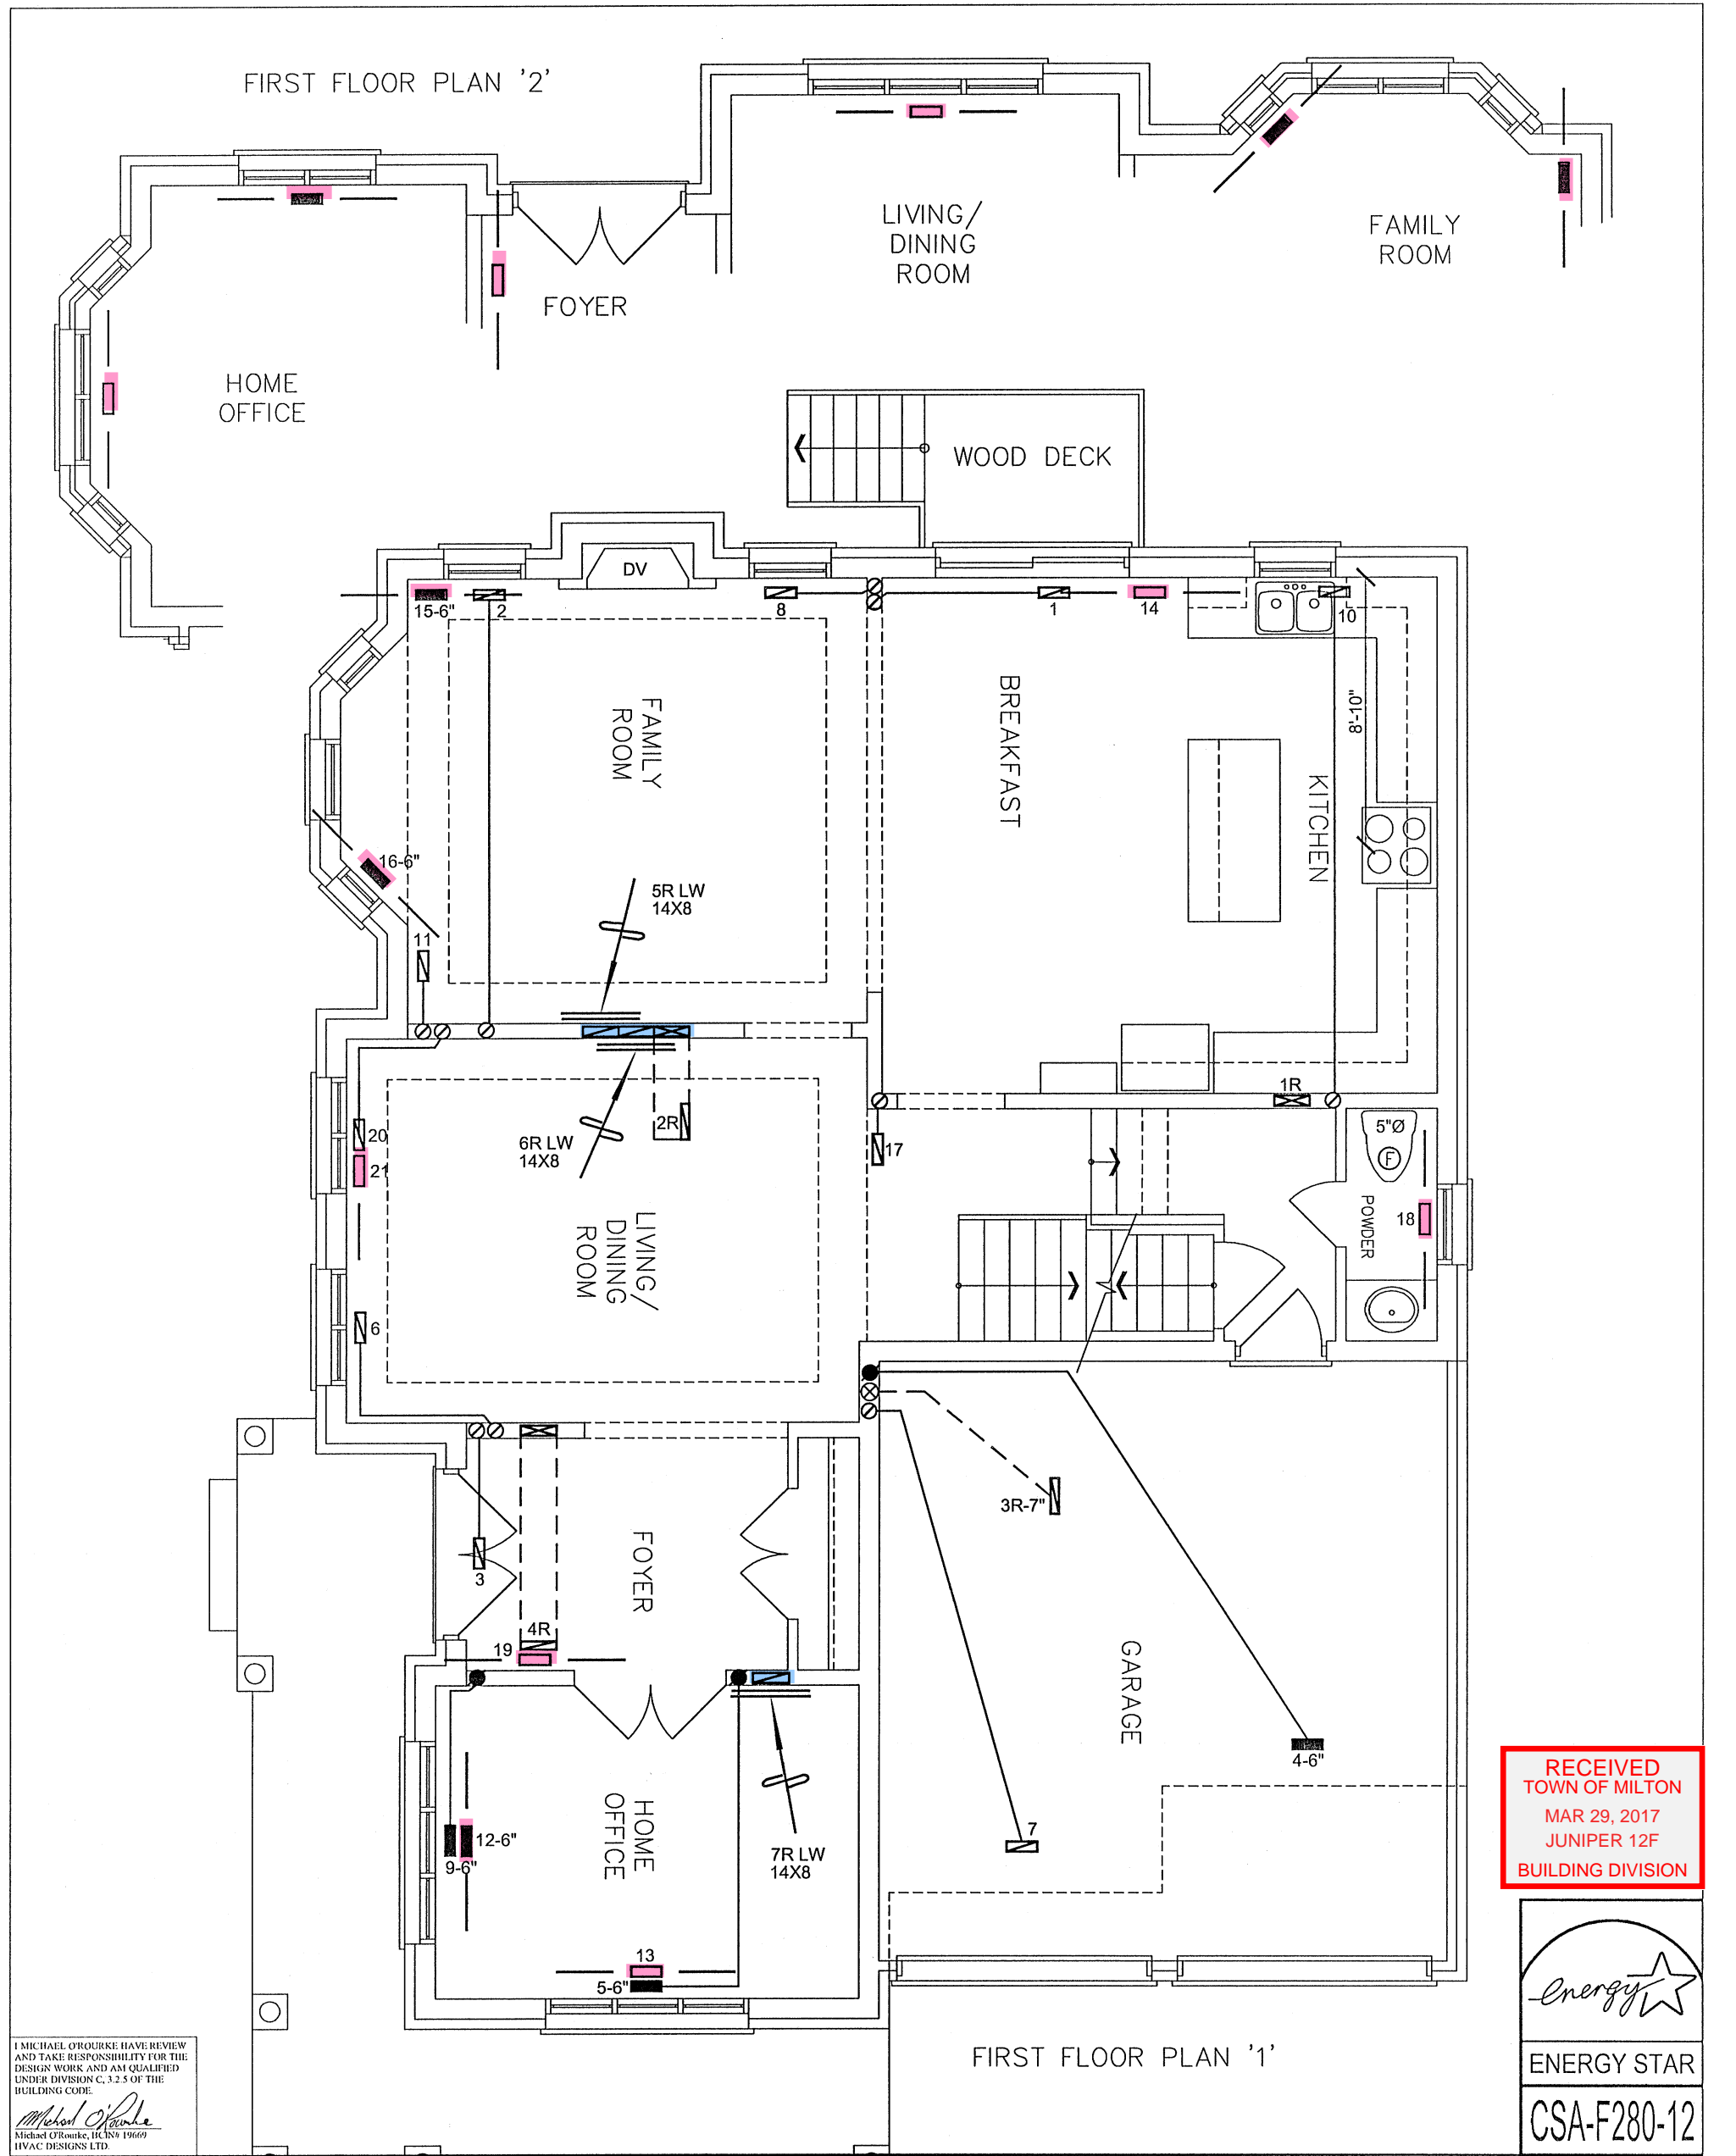 FIRST FLOOR PLAN '2'
LIVING/
DINING
ROOM
FAMILY
ROOM
FOYER
HOME
OFFICE
WOOD DECK
DV
15-6"
2
8
1
14
10
8'-10"
FAMILY
ROOM
BREAKFAST
KITCHEN
16-6"
5R LW
14X8
11
1R
2R
6R LW
14X8
20
21
17
5"Ø
F
POWDER
18
LIVING/
DINING
ROOM
6
3R-7"
3
FOYER
4R
19
GARAGE
4-6"
7
HOME
OFFICE
12-6"
9-6"
7R LW
14X8
13
5-6"
RECEIVED
TOWN OF MILTON
MAR 29, 2017
JUNIPER 12F
BUILDING DIVISION
energy
ENERGY STAR
CSA-F280-12
FIRST FLOOR PLAN '1'
I MICHAEL O'ROURKE HAVE REVIEW
AND TAKE RESPONSIBILITY FOR THE
DESIGN WORK AND AM QUALIFIED
UNDER DIVISION C, 3.2.5 OF THE
BUILDING CODE.
Michael O'Rourke
Michael O'Rourke, BCIN# 19669
HVAC DESIGNS LTD.